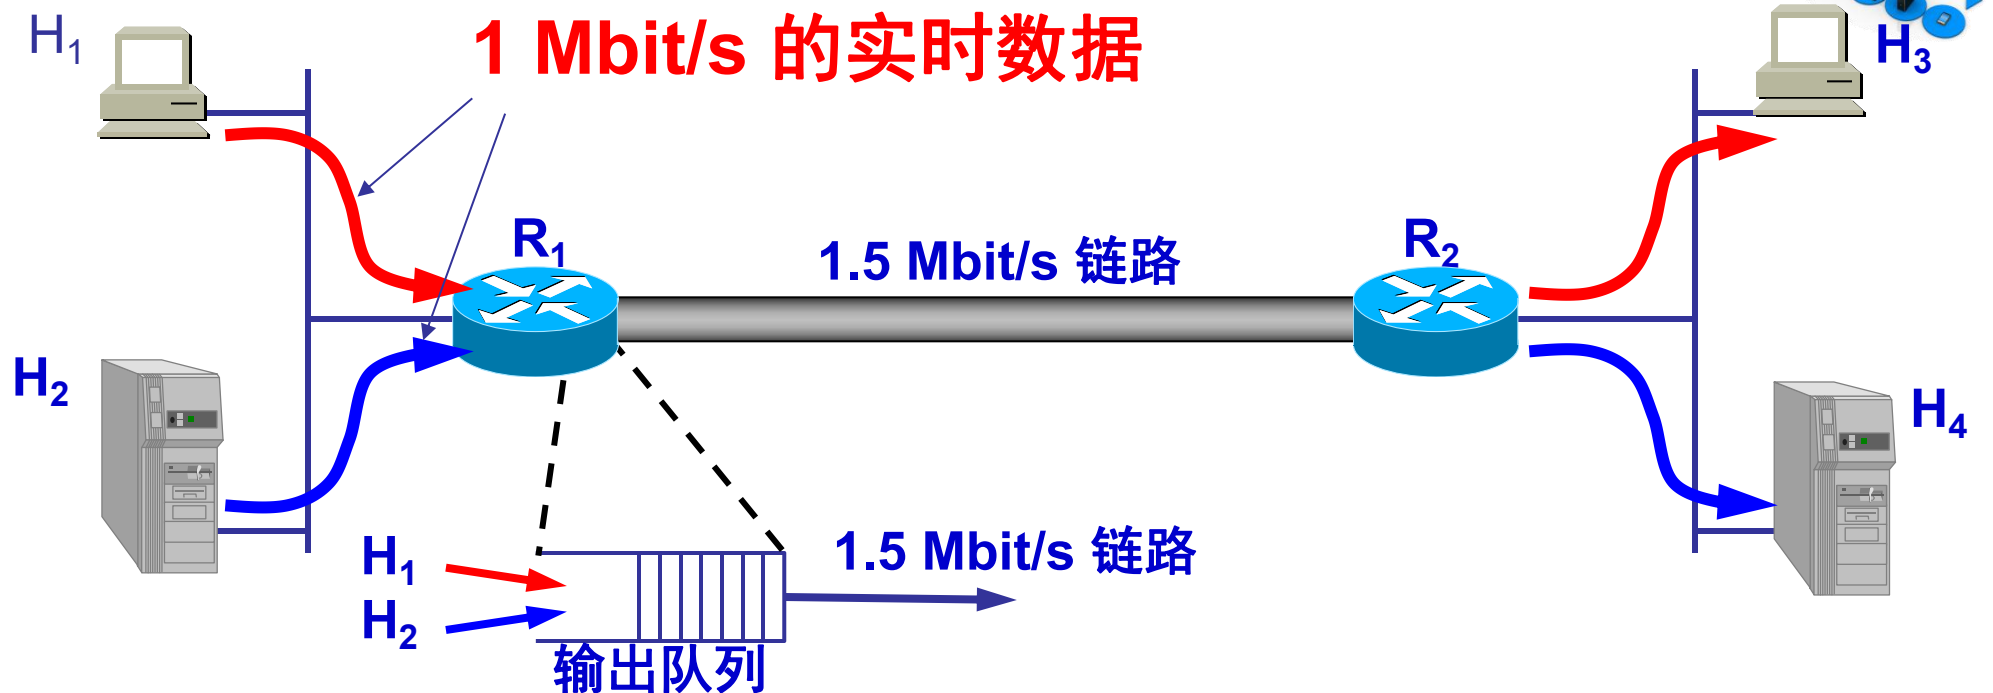 H₁
1 Mbit/s 的实时数据
H₃
R₁
1.5 Mbit/s 链路
R₂
H₂
H₄
H₁
1.5 Mbit/s 链路
H₂
输出队列